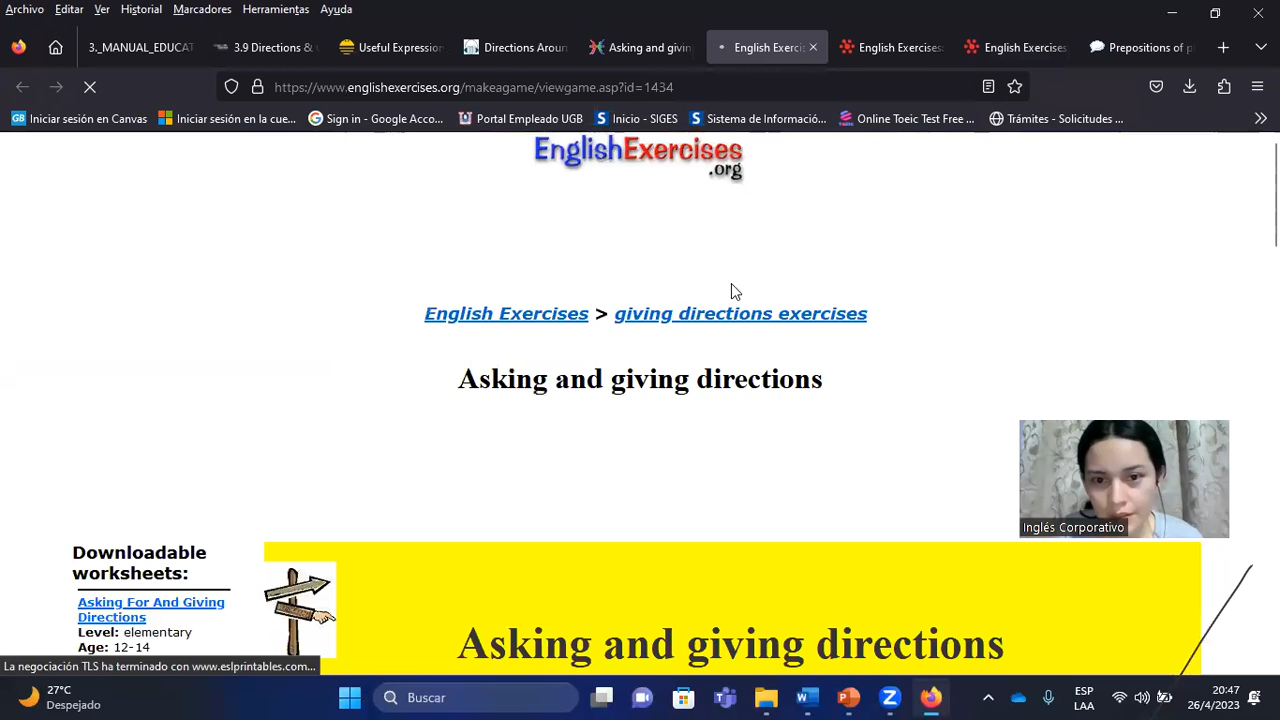 Archivo Editar Ver Historial Marcadores Herramientas Ayuda
3._MANUAL_EDUCAT 3.9 Directions & Useful Expression Directions Aroun Asking and givin English Exercis English Exercises English Exercises Prepositions of p
https://www.englishexercises.org/makeagame/viewgame.asp?id=1434
GB Iniciar sesión en Canvas Iniciar sesión en la cue... Sign in - Google Acco... Portal Empleado UGB S Inicio - SIGES S Sistema de Informació... Online Toeic Test Free ... Trámites - Solicitudes ...
EnglishExercises
.org
English Exercises > giving directions exercises
Asking and giving directions
Inglés Corporativo
Downloadable
worksheets:
Asking For And Giving
Directions
Level: elementary
Age: 12-14
Asking and giving directions
La negociación TLS ha terminado con www.eslprintables.com...
27°C
Despejado
Buscar
ESP
LAA
20:47
26/4/2023